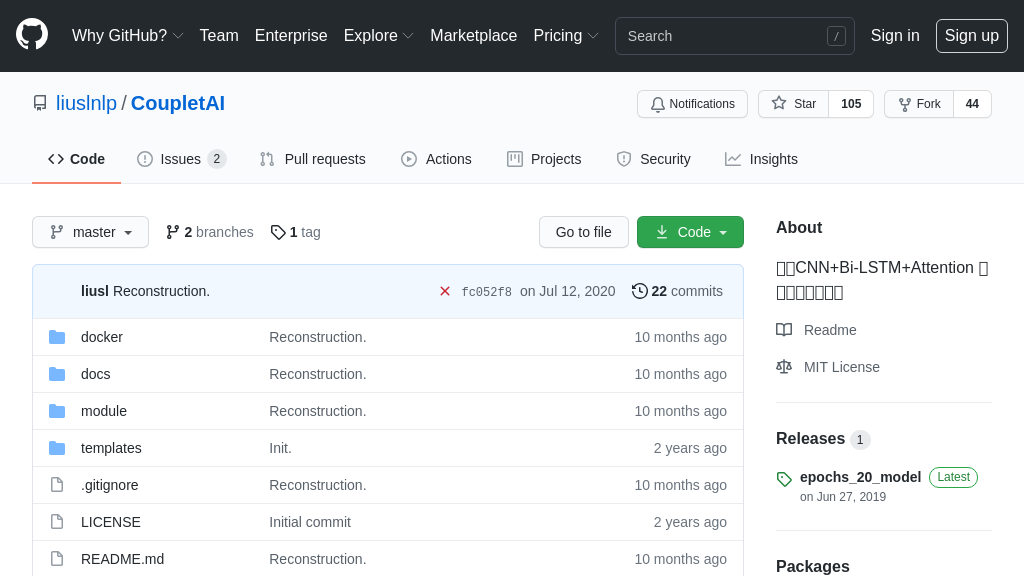 Why GitHub? Team Enterprise Explore Marketplace Pricing Search / Sign in Sign up
liuslnlp / CoupletAI
Notifications Star 105 Fork 44
Code Issues 2 Pull requests Actions Projects Security Insights
master 2 branches 1 tag Go to file Code
liusl Reconstruction. fc052f8 on Jul 12, 2020 22 commits
docker Reconstruction. 10 months ago
docs Reconstruction. 10 months ago
module Reconstruction. 10 months ago
templates Init. 2 years ago
.gitignore Reconstruction. 10 months ago
LICENSE Initial commit 2 years ago
README.md Reconstruction. 10 months ago
About
CNN+Bi-LSTM+Attention
Readme
MIT License
Releases 1
epochs_20_model Latest
on Jun 27, 2019
Packages